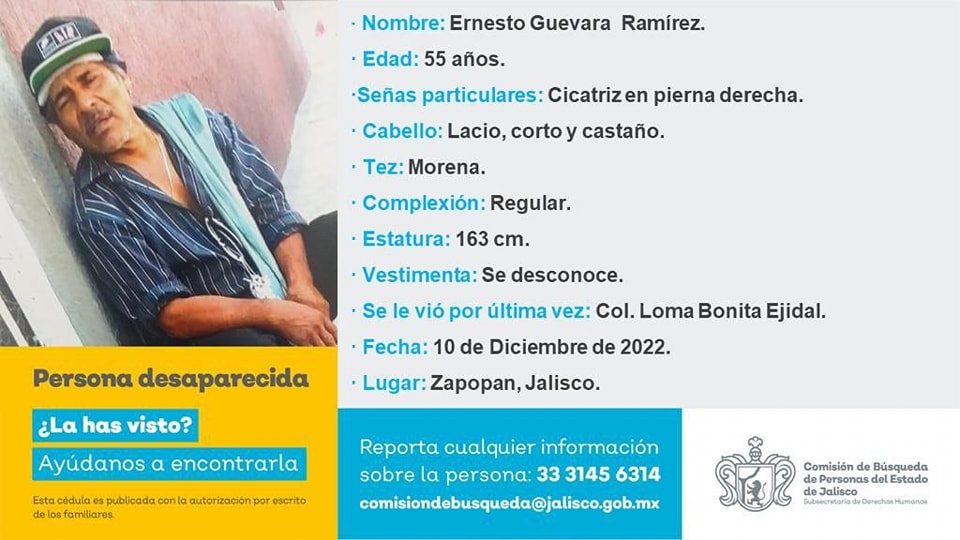 · Nombre: Ernesto Guevara Ramírez.
· Edad: 55 años.
·Señas particulares: Cicatriz en pierna derecha.
· Cabello: Lacio, corto y castaño.
· Tez: Morena.
· Complexión: Regular.
· Estatura: 163 cm.
· Vestimenta: Se desconoce.
· Se le vió por última vez: Col. Loma Bonita Ejidal.
· Fecha: 10 de Diciembre de 2022.
· Lugar: Zapopan, Jalisco.
Persona desaparecida
¿La has visto?
Ayúdanos a encontrarla
Esta cédula es publicada con la autorización por escrito
de los familiares.
Reporta cualquier información
sobre la persona: 33 3145 6314
comisiondebusqueda@jalisco.gob.mx
Comisión de Búsqueda
de Personas del Estado
de Jalisco
Subsecretaría de Derechos Humanos